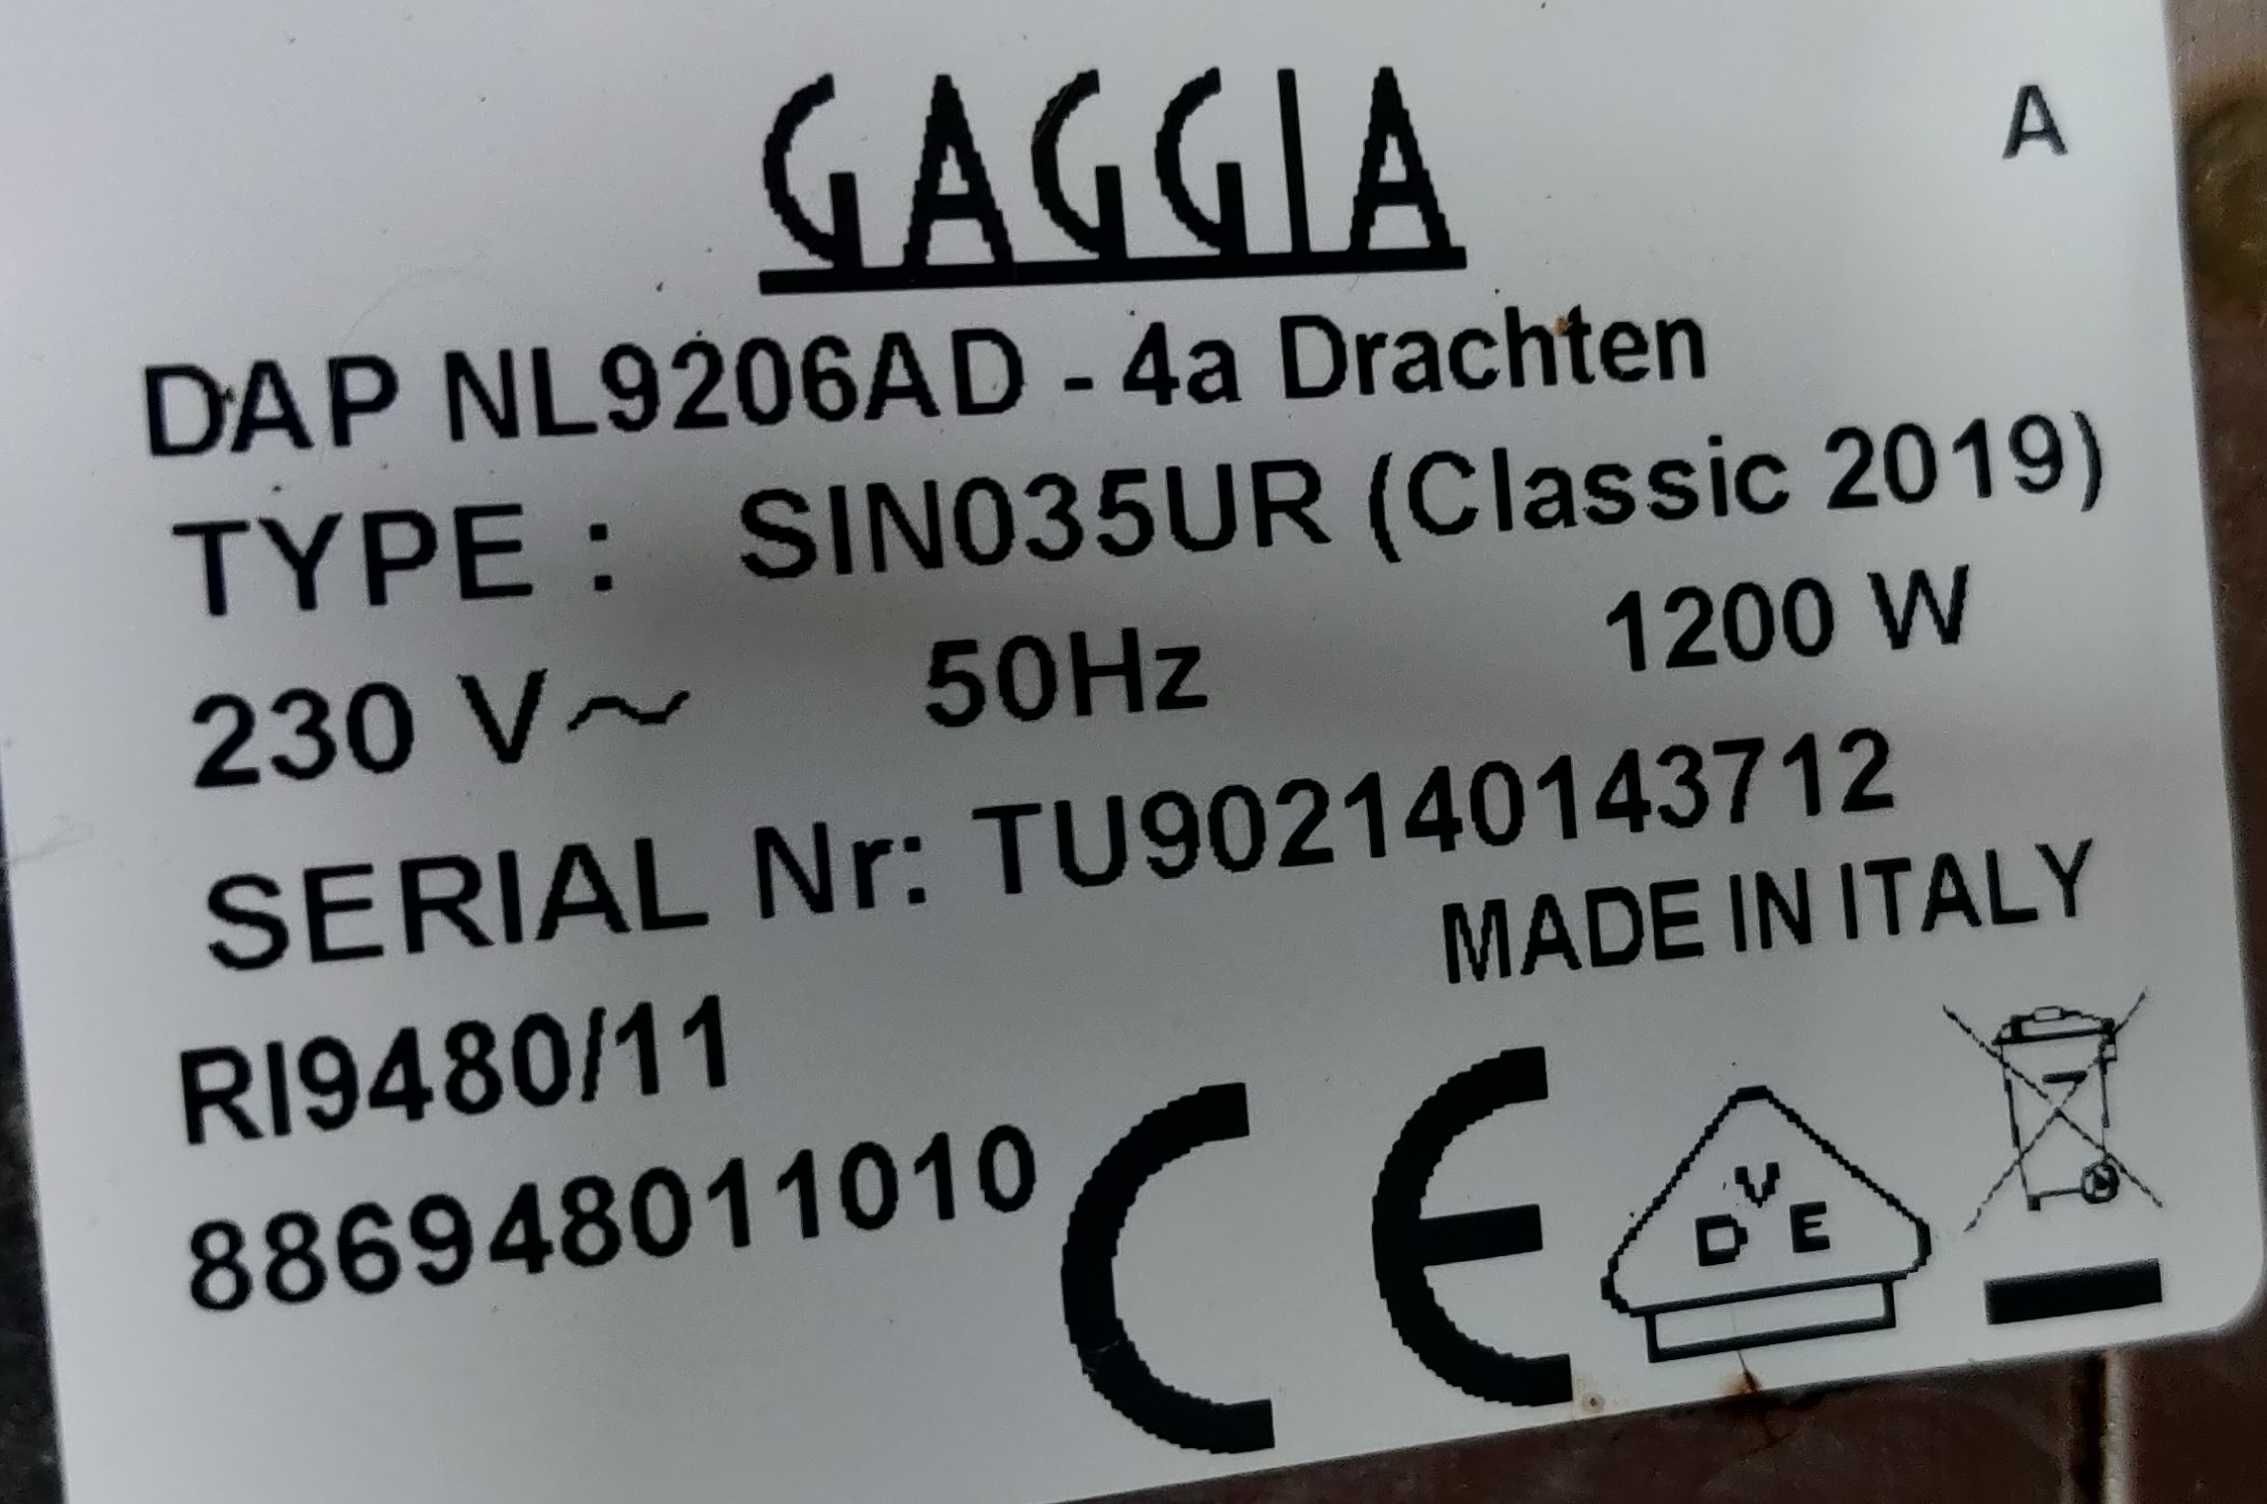 GAGGIA
A
DAP NL9206AD - 4a Drachten
TYPE : SIN035UR (Classic 2019)
230 V~ 50Hz 1200 W
SERIAL Nr: TU902140143712
MADE IN ITALY
RI9480/11
886948011010
CE
V
D E